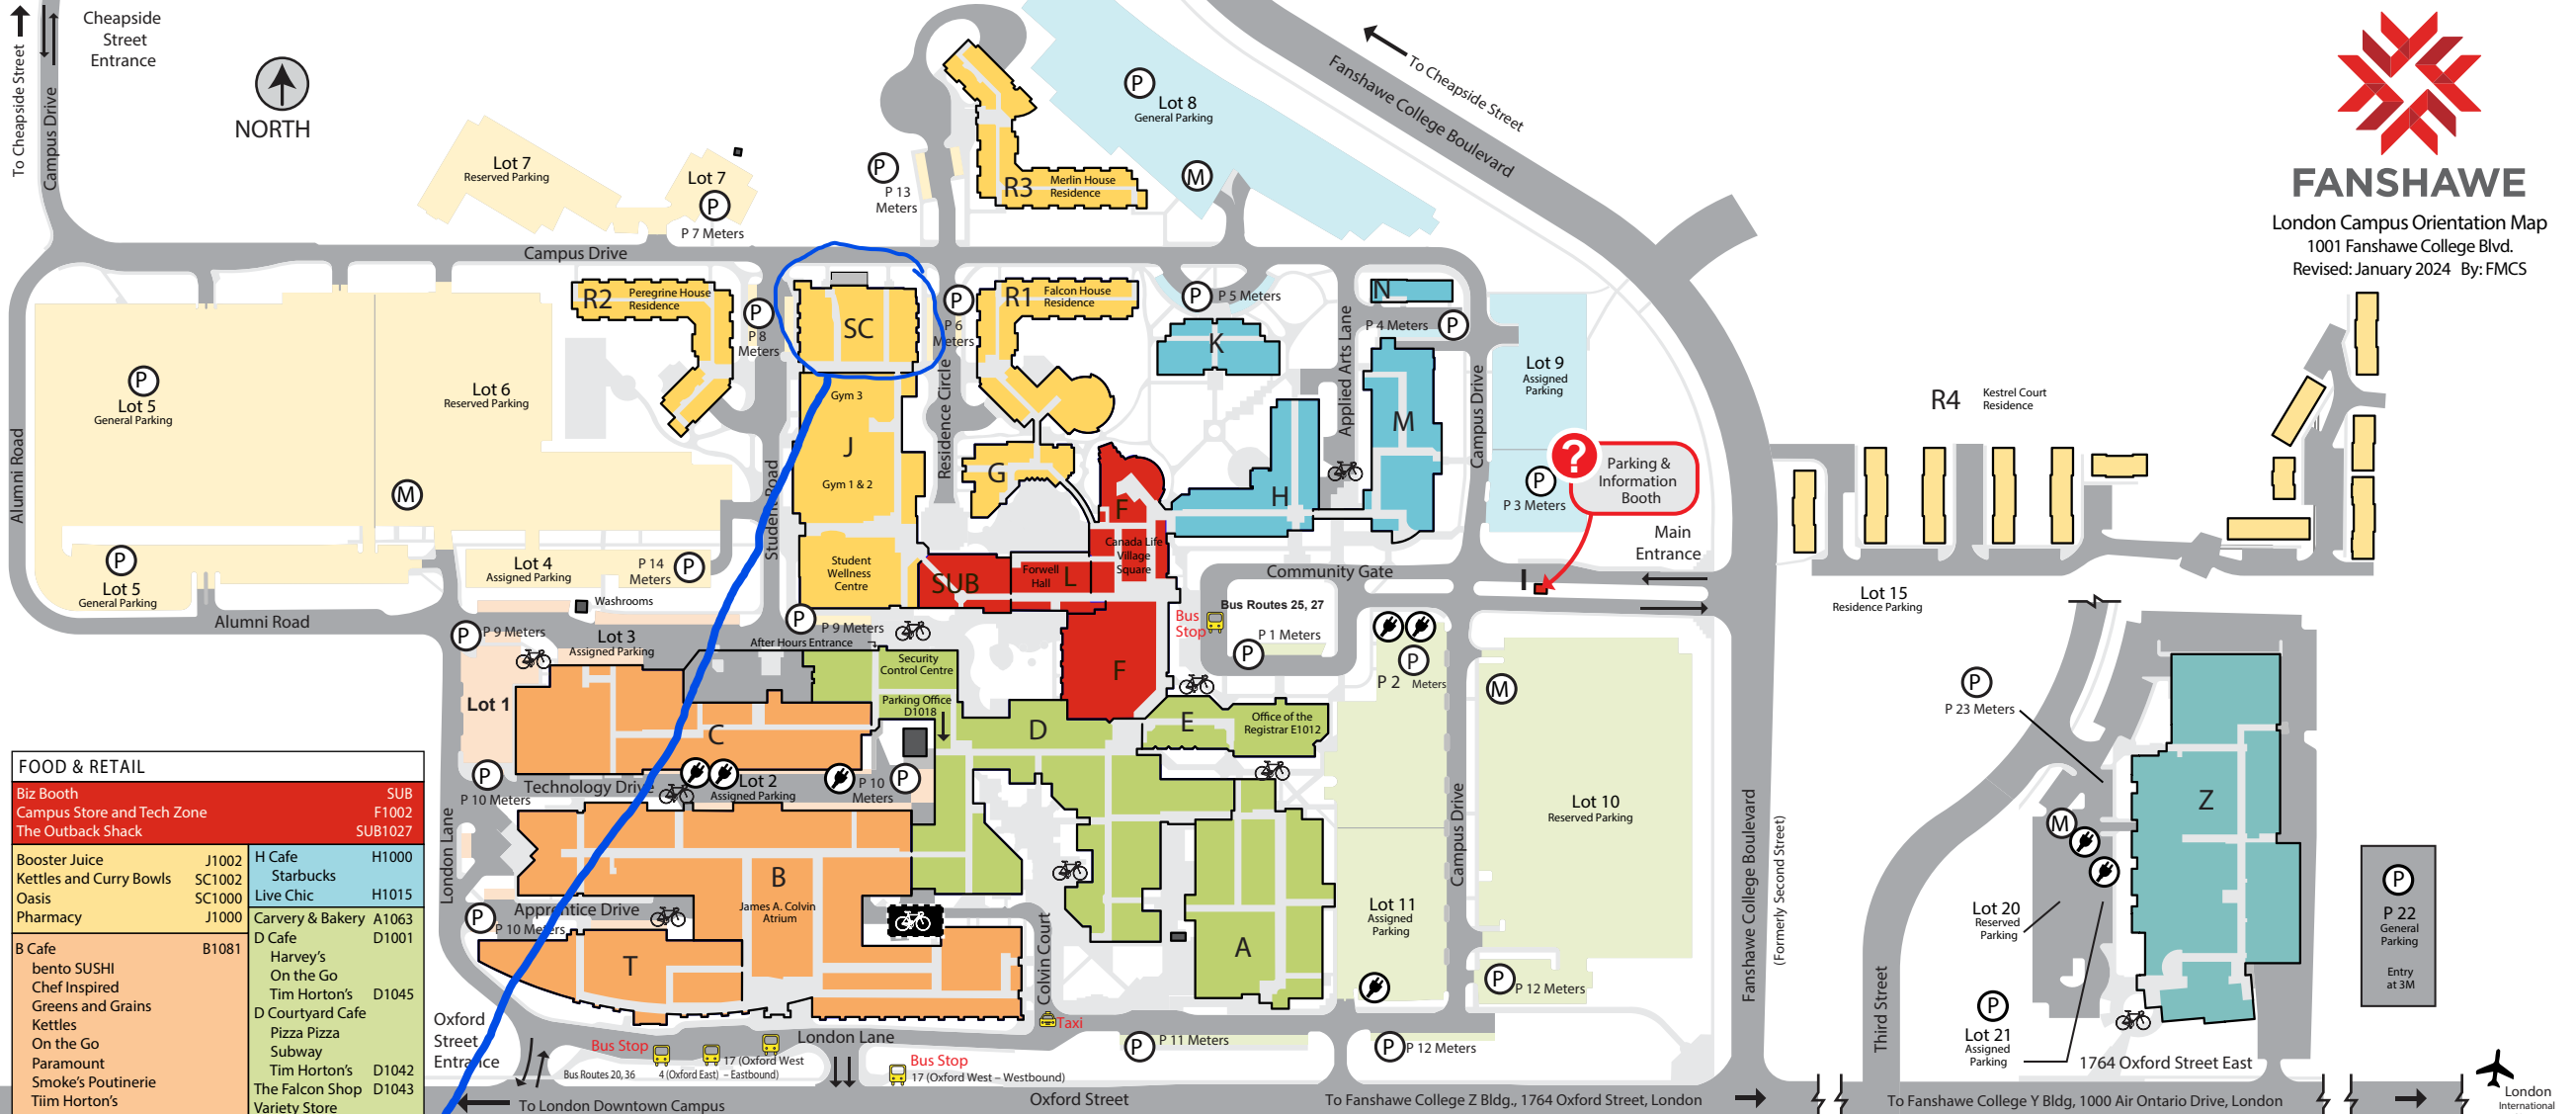 To Cheapside Street
Campus Drive
Cheapside
Street
Entrance
NORTH
Lot 7
Reserved Parking
Lot 7
P
P 7 Meters
Campus Drive
P
P 13
Meters
R3
Merlin House
Residence
P
Lot 8
General Parking
M
To Cheapside Street
Fanshawe College Boulevard
FANSHAWE
London Campus Orientation Map
1001 Fanshawe College Blvd.
Revised: January 2024 By: FMCS
R2
Peregrine House
Residence
P
P 8
Meters
SC
P
P 6
Meters
R1
Falcon House
Residence
P
P 5 Meters
K
N
P 4 Meters
P
Applied Arts Lane
M
Campus Drive
Lot 9
Assigned
Parking
P
P 3 Meters
?
Parking &
Information
Booth
Main
Entrance
R4
Kestrel Court
Residence
Lot 15
Residence Parking
P
Lot 5
General Parking
Lot 6
Reserved Parking
M
Alumni Road
P
Lot 5
General Parking
Lot 4
Assigned Parking
P 14
Meters
P
Washrooms
Alumni Road
Student Road
Gym 3
J
Gym 1 & 2
Residence Circle
G
F
H
Student
Wellness
Centre
SUB
Forwell
Hall
L
Canada Life
Village
Square
Community Gate
I
Bus Routes 25, 27
Bus
Stop
P 1 Meters
P
P
P 2
Meters
P
P 9 Meters
Lot 3
Assigned Parking
P
P 9 Meters
After Hours Entrance
Security
Control Centre
Parking Office
D1018
F
D
E
Office of the
Registrar E1012
M
Lot 1
C
P
P 10 Meters
Technology Drive
Lot 2
Assigned Parking
P 10
Meters
P
London Lane
B
James A. Colvin
Atrium
Apprentice Drive
P
P 10 Meters
T
A
Colvin Court
Lot 11
Assigned
Parking
Campus Drive
Lot 10
Reserved Parking
P
P 12 Meters
Fanshawe College Boulevard
(Formerly Second Street)
P
P 23 Meters
Z
M
Lot 20
Reserved
Parking
P
Lot 21
Assigned
Parking
Third Street
1764 Oxford Street East
P
P 22
General
Parking
Entry
at 3M
Oxford
Street
Entrance
London Lane
Taxi
Bus Stop
17 (Oxford West
Bus Routes 20, 36
4 (Oxford East) – Eastbound)
Bus Stop
17 (Oxford West – Westbound)
P
P 11 Meters
P
P 12 Meters
To London Downtown Campus
Oxford Street
To Fanshawe College Z Bldg., 1764 Oxford Street, London
To Fanshawe College Y Bldg, 1000 Air Ontario Drive, London
London
International
FOOD & RETAIL
Biz Booth SUB
Campus Store and Tech Zone F1002
The Outback Shack SUB1027
Booster Juice J1002
Kettles and Curry Bowls SC1002
Oasis SC1000
Pharmacy J1000
B Cafe B1081
bento SUSHI
Chef Inspired
Greens and Grains
Kettles
On the Go
Paramount
Smoke's Poutinerie
Tiim Horton's
H Cafe H1000
Starbucks
Live Chic H1015
Carvery & Bakery A1063
D Cafe D1001
Harvey's
On the Go
Tim Horton's D1045
D Courtyard Cafe
Pizza Pizza
Subway
Tim Horton's D1042
The Falcon Shop D1043
Variety Store